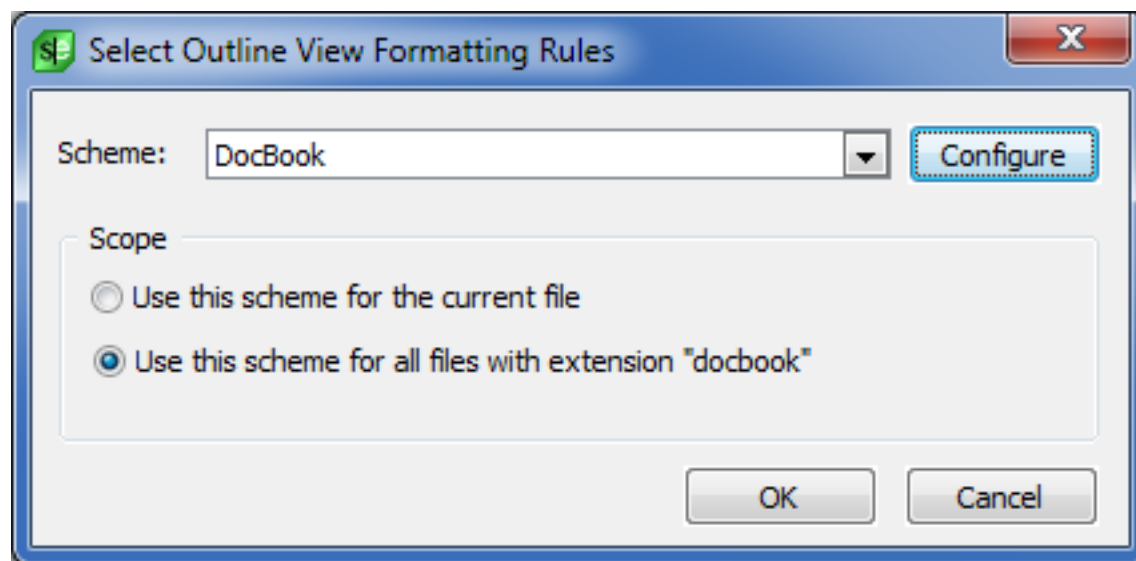 Select Outline View Formatting Rules
Scheme: DocBook Configure
Scope
Use this scheme for the current file
Use this scheme for all files with extension "docbook"
OK Cancel